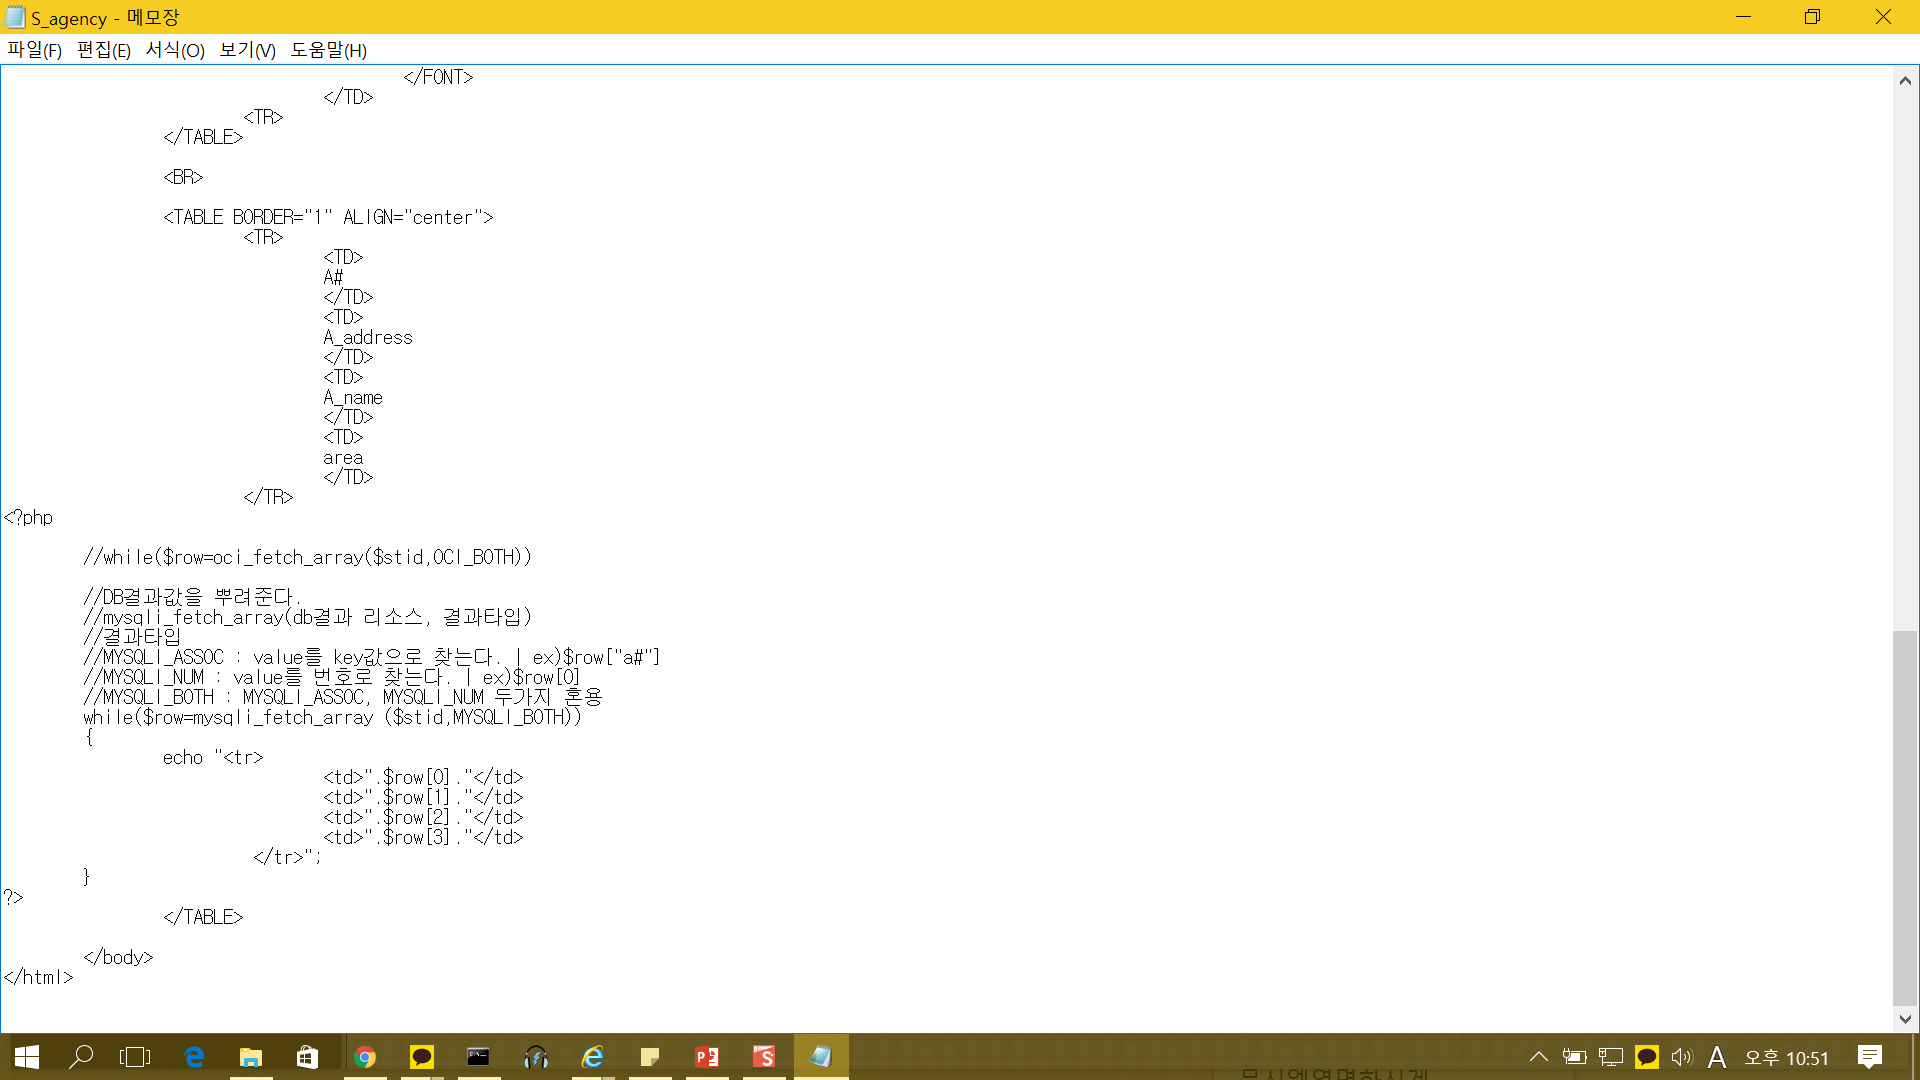 S_agency - 메모장
파일(F) 편집(E) 서식(O) 보기(V) 도움말(H)
</FONT>
</TD>
<TR>
</TABLE>
<BR>
<TABLE BORDER="1" ALIGN="center">
<TR>
<TD>
A#
</TD>
<TD>
A_address
</TD>
<TD>
A_name
</TD>
<TD>
area
</TD>
</TR>
<?php
//while($row=oci_fetch_array($stid,OCI_BOTH))
//DB결과값을 뿌려준다.
//mysqli_fetch_array(db결과 리소스, 결과타입)
//결과타입
//MYSQLI_ASSOC : value를 key값으로 찾는다. | ex)$row["a#"]
//MYSQLI_NUM : value를 번호로 찾는다. | ex)$row[0]
//MYSQLI_BOTH : MYSQLI_ASSOC, MYSQLI_NUM 두가지 혼용
while($row=mysqli_fetch_array ($stid,MYSQLI_BOTH))
{
echo "<tr>
<td>".$row[0]."</td>
<td>".$row[1]."</td>
<td>".$row[2]."</td>
<td>".$row[3]."</td>
</tr>";
}
?>
</TABLE>
</body>
</html>
A 오후 10:51